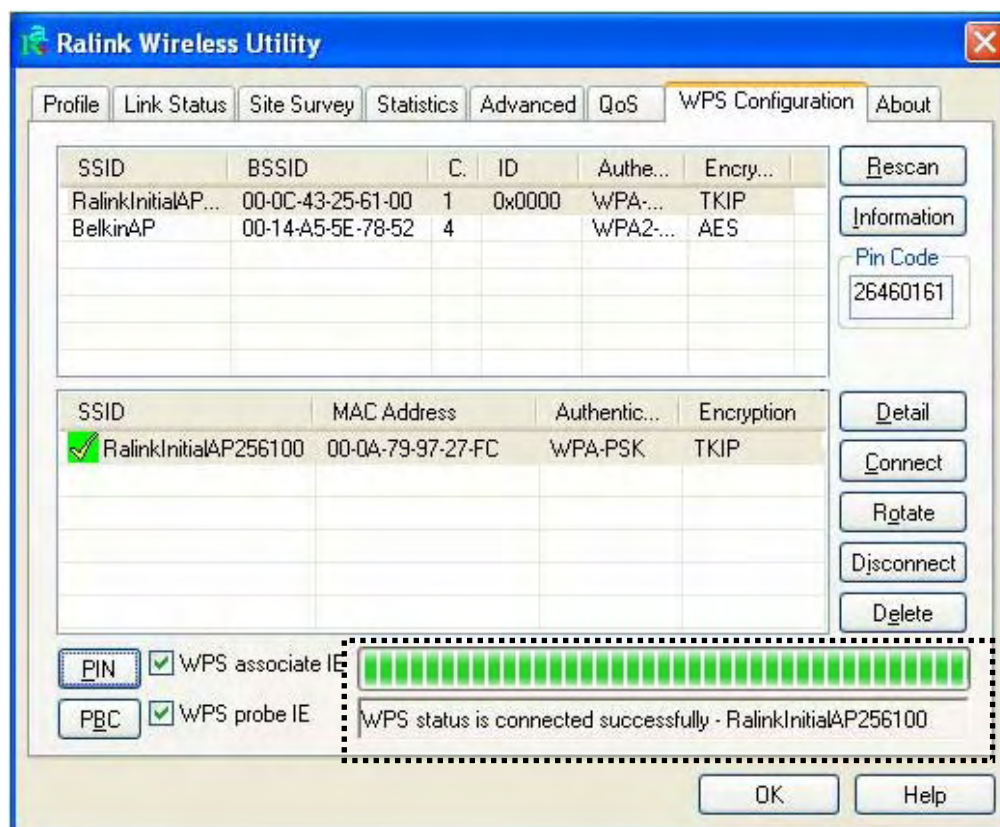 Ralink Wireless Utility
Profile Link Status Site Survey Statistics Advanced QoS WPS Configuration About
SSID BSSID C. ID Authe... Encry...
RalinkInitialAP... 00-0C-43-25-61-00 1 0x0000 WPA-... TKIP
BelkinAP 00-14-A5-5E-78-52 4 WPA2-... AES
Rescan
Information
Pin Code
26460161
SSID MAC Address Authentic... Encryption
RalinkInitialAP256100 00-0A-79-97-27-FC WPA-PSK TKIP
Detail
Connect
Rotate
Disconnect
Delete
PIN WPS associate IE
PBC WPS probe IE
WPS status is connected successfully - RalinkInitialAP256100
OK Help